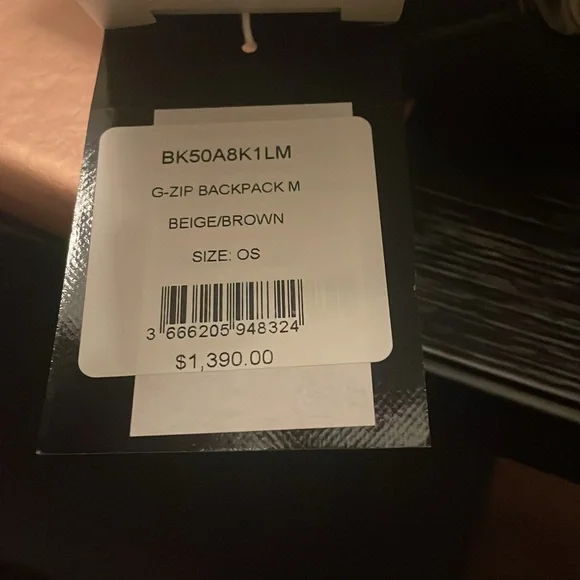 BK50A8K1LM
G-ZIP BACKPACK M
BEIGE/BROWN
SIZE: OS
3 666205 948324
$1,390.00